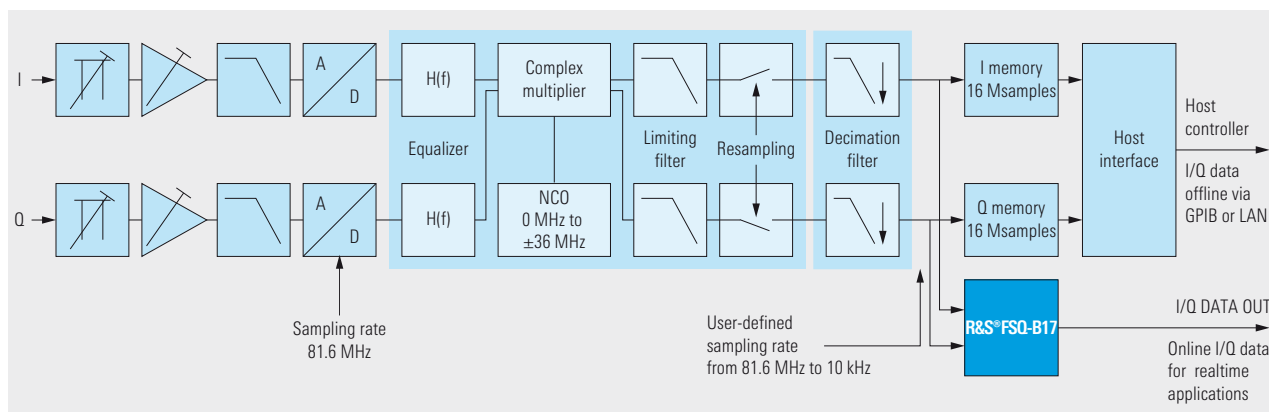 I
A
D
H(f)
Complex
multiplier
I memory
16 Msamples
Equalizer
Limiting
filter
Resampling
Decimation
filter
Host
interface
Host
controller
I/Q data
offline via
GPIB or LAN
Q
A
D
H(f)
NCO
0 MHz to
±36 MHz
Q memory
16 Msamples
Sampling rate
81.6 MHz
User-defined
sampling rate
from 81.6 MHz to 10 kHz
R&S®FSQ-B17
I/Q DATA OUT
Online I/Q data
for realtime
applications